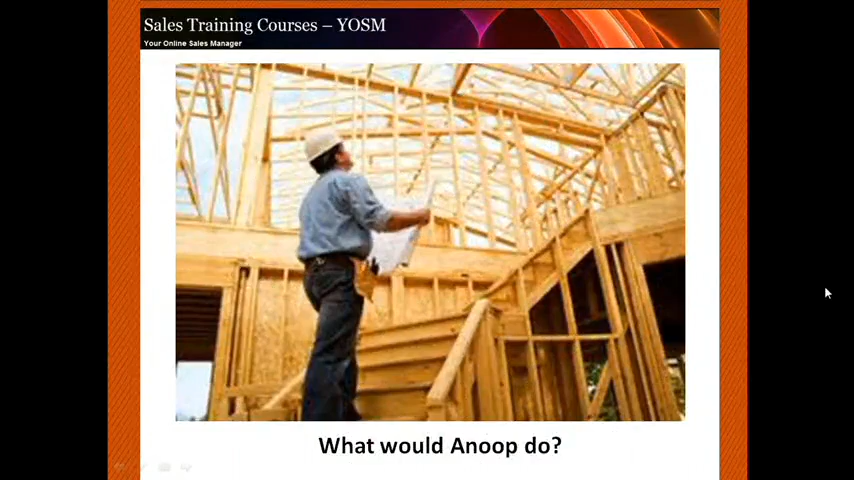 Sales Training Courses – YOSM
Your Online Sales Manager
What would Anoop do?